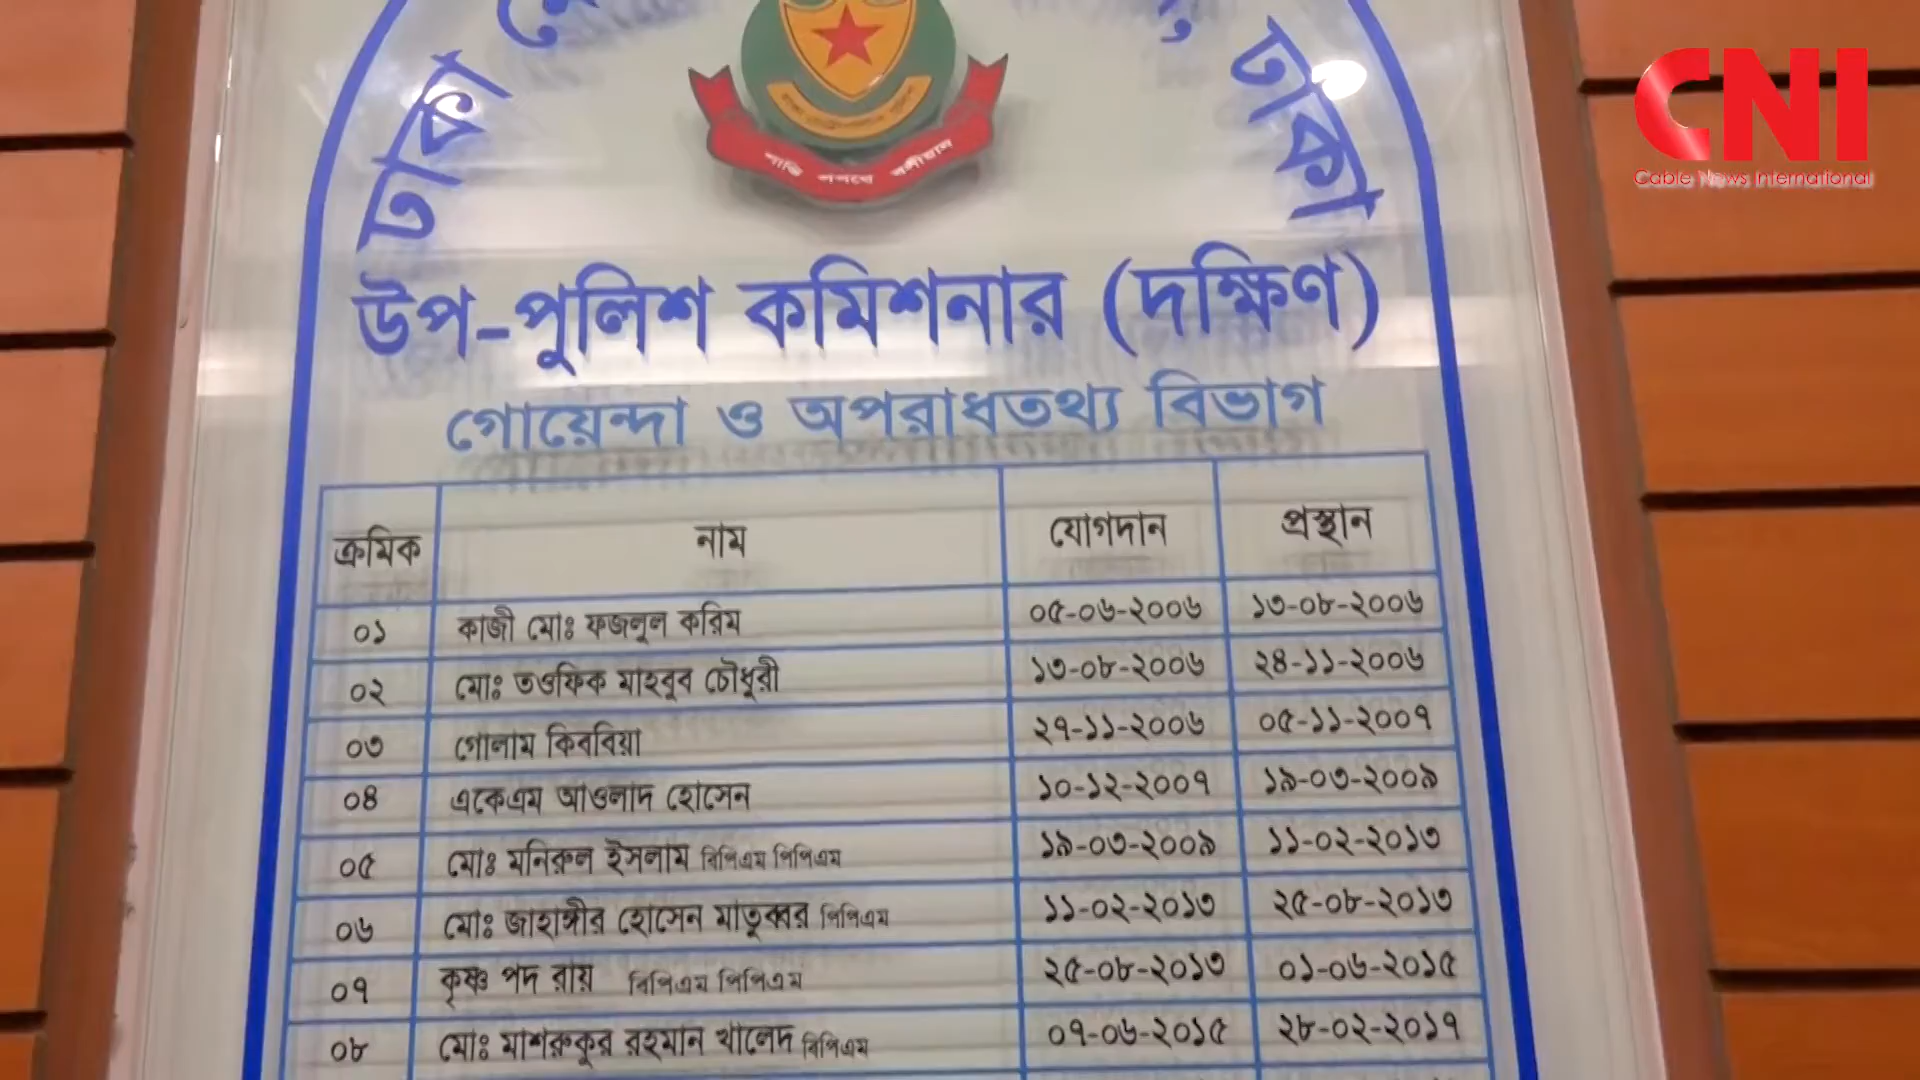 CNI
Cable News International
ঢাকা
ঢাকা
শান্তি শপথে বলীয়ান
উপ-পুলিশ কমিশনার (দক্ষিণ)
গোয়েন্দা ও অপরাধতথ্য বিভাগ
ক্রমিক নাম যোগদান প্রস্থান
০১ কাজী মোঃ ফজলুল করিম ০৫-০৬-২০০৬ ১৩-০৮-২০০৬
০২ মোঃ তওফিক মাহবুব চৌধুরী ১৩-০৮-২০০৬ ২৪-১১-২০০৬
০৩ গোলাম কিবরিয়া ২৭-১১-২০০৬ ০৫-১১-২০০৭
০৪ একেএম আওলাদ হোসেন ১০-১২-২০০৭ ১৯-০৩-২০০৯
০৫ মোঃ মনিরুল ইসলাম বিপিএম পিপিএম ১৯-০৩-২০০৯ ১১-০২-২০১৩
০৬ মোঃ জাহাঙ্গীর হোসেন মাতুব্বর পিপিএম ১১-০২-২০১৩ ২৫-০৮-২০১৩
০৭ কৃষ্ণ পদ রায় বিপিএম পিপিএম ২৫-০৮-২০১৩ ০১-০৬-২০১৫
০৮ মোঃ মাশরুকুর রহমান খালেদ বিপিএম ০৭-০৬-২০১৫ ২৮-০২-২০১৭